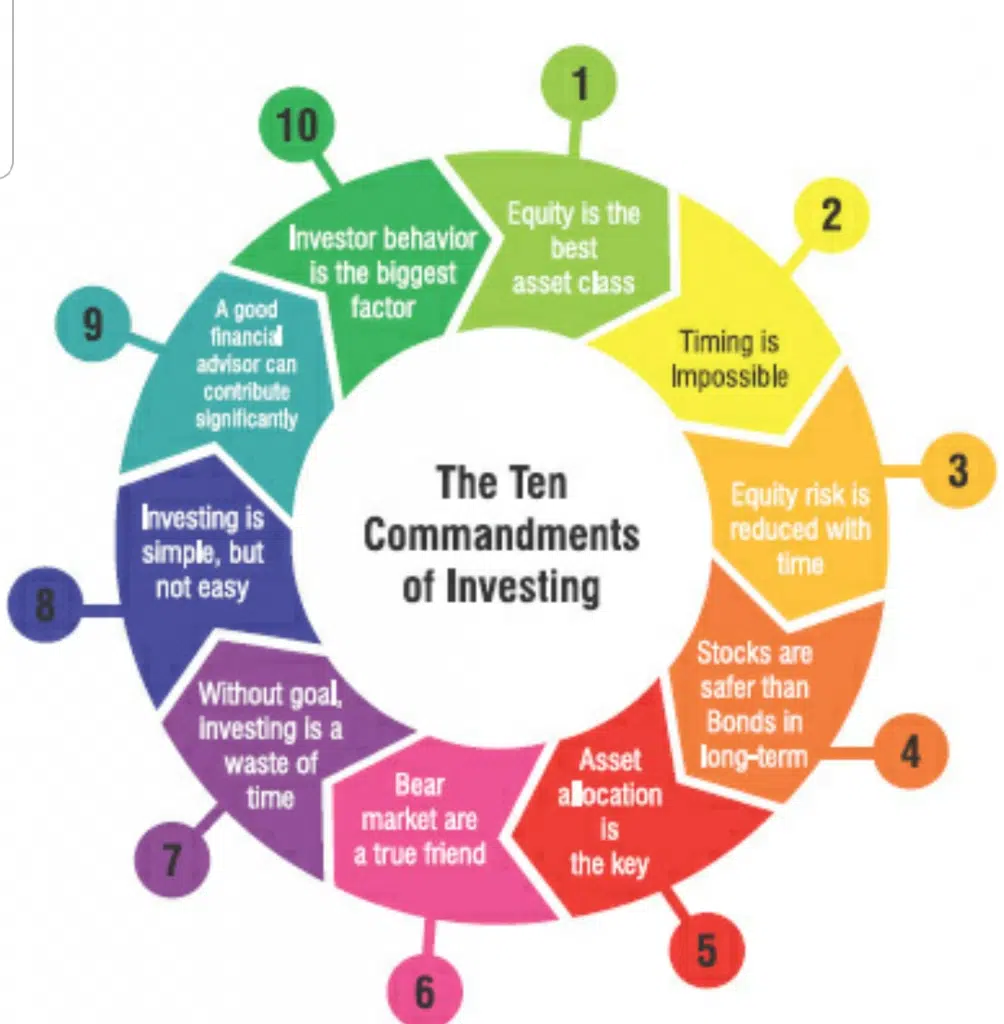 The Ten
Commandments
of Investing
1
Equity is the
best
asset class
2
Timing is
Impossible
3
Equity risk is
reduced with
time
4
Stocks are
safer than
Bonds in
long-term
5
Asset
allocation
is
the key
6
Bear
market are
a true friend
7
Without goal,
Investing is a
waste of
time
8
Investing is
simple, but
not easy
9
A good
financial
advisor can
contribute
significantly
10
Investor behavior
is the biggest
factor